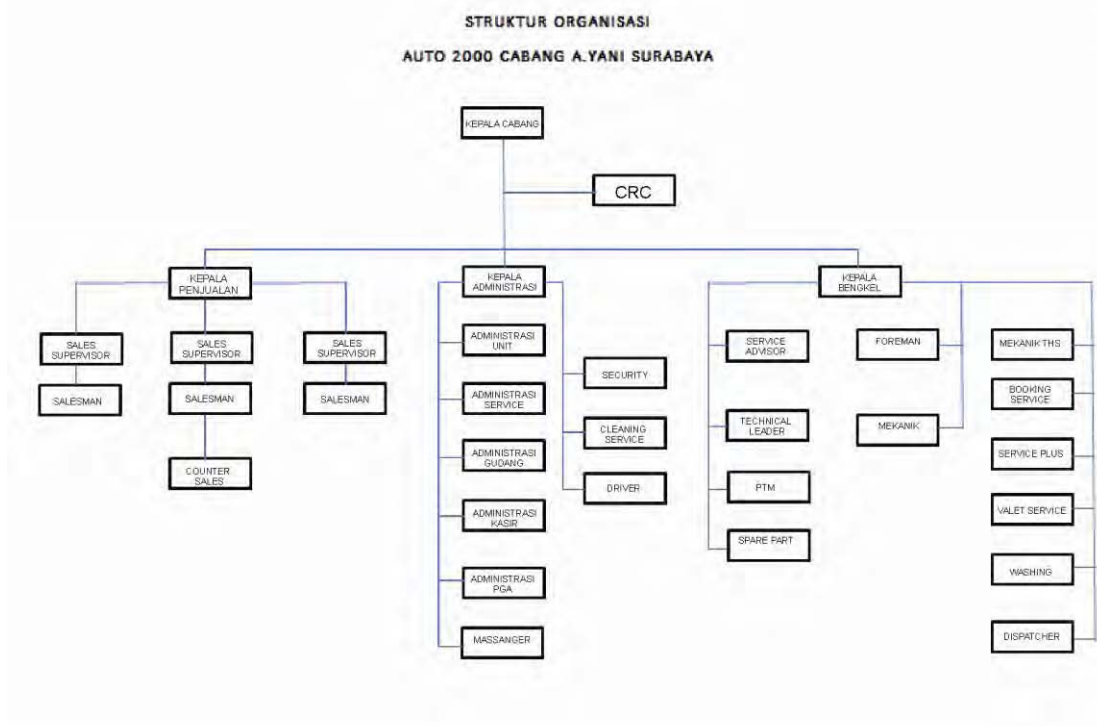 STRUKTUR ORGANISASI
AUTO 2000 CABANG A.YANI SURABAYA
KEPALA CABANG
CRC
KEPALA
PENJUALAN
KEPALA
ADMINISTRASI
KEPALA
BENGKEL
SALES
SUPERVISOR
SALES
SUPERVISOR
SALES
SUPERVISOR
SALESMAN
SALESMAN
SALESMAN
COUNTER
SALES
ADMINISTRASI
UNIT
ADMINISTRASI
SERVICE
ADMINISTRASI
GUDANG
ADMINISTRASI
KASIR
ADMINISTRASI
PGA
MASSANGER
SECURITY
CLEANING
SERVICE
DRIVER
SERVICE
ADVISOR
TECHNICAL
LEADER
PTM
SPARE PART
FOREMAN
MEKANIK
MEKANIK THS
BOOKING
SERVICE
SERVICE PLUS
VALET SERVICE
WASHING
DISPATCHER